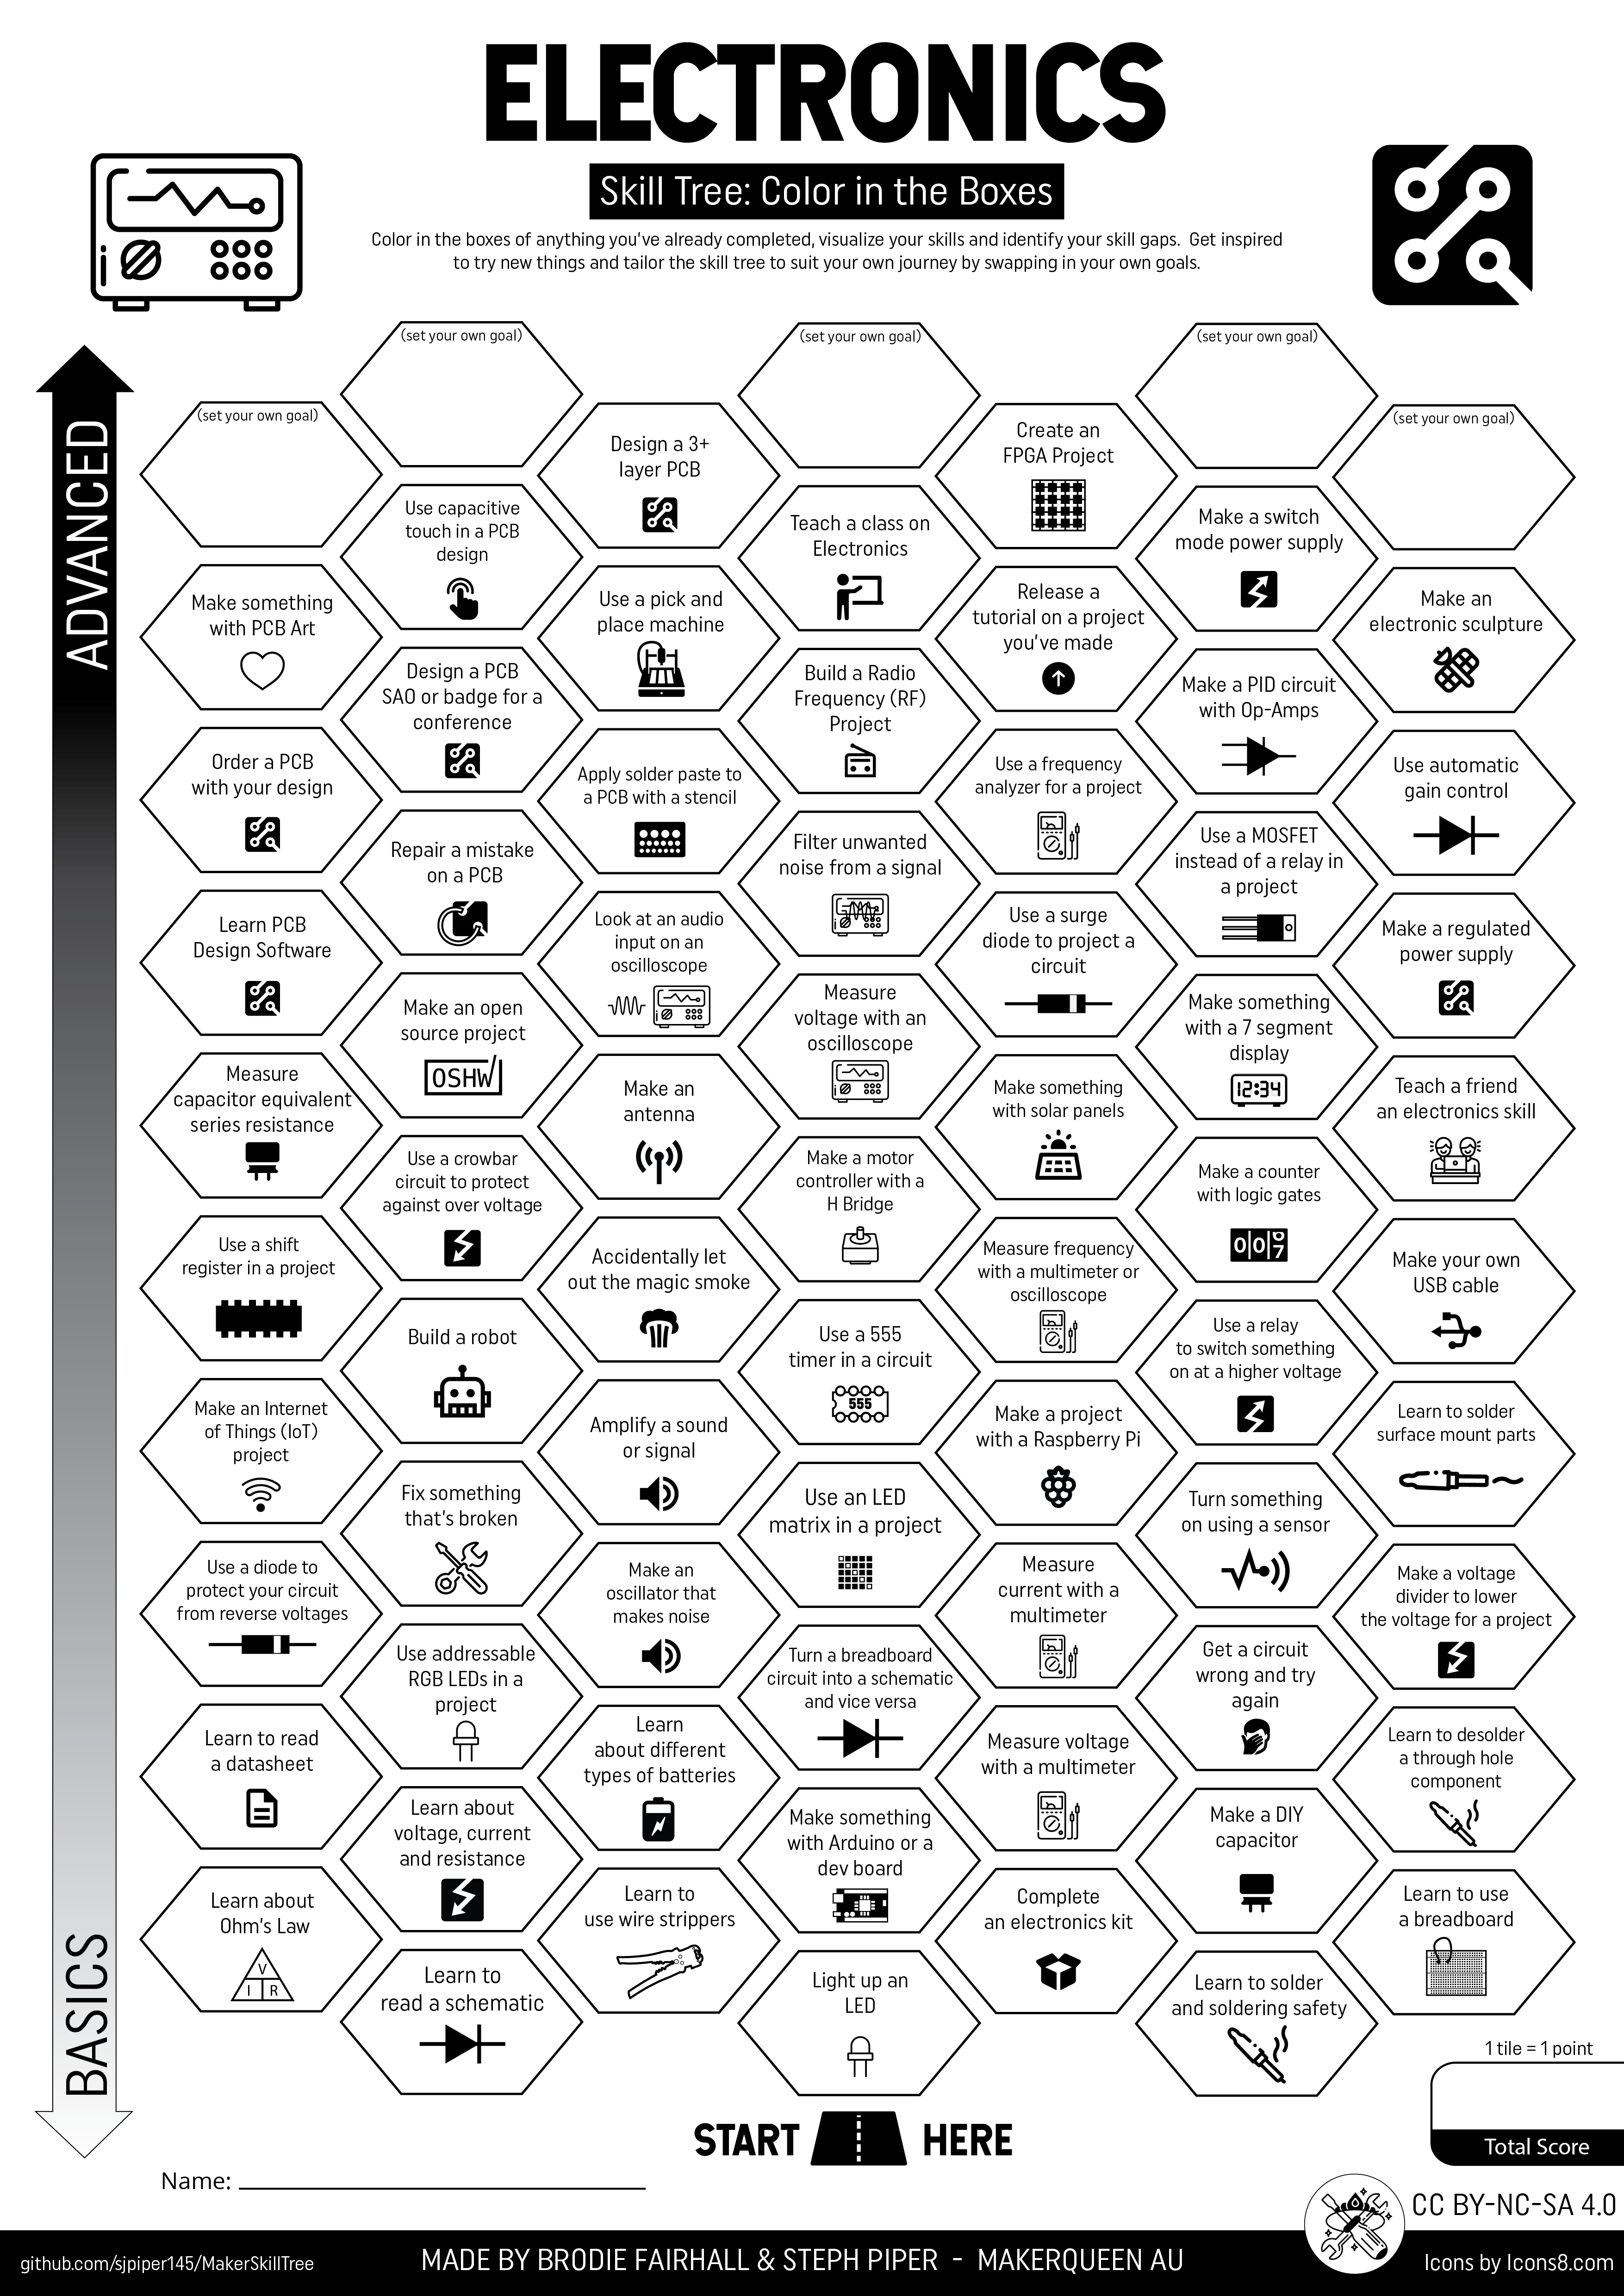 ELECTRONICS
Skill Tree: Color in the Boxes
Color in the boxes of anything you've already completed, visualize your skills and identify your skill gaps. Get inspired
to try new things and tailor the skill tree to suit your own journey by swapping in your own goals.
ADVANCED
(set your own goal)
(set your own goal)
(set your own goal)
(set your own goal)
(set your own goal)
Design a 3+
layer PCB
Create an
FPGA Project
Use capacitive
touch in a PCB
design
Teach a class on
Electronics
Make a switch
mode power supply
Make something
with PCB Art
Use a pick and
place machine
Release a
tutorial on a project
you've made
Make an
electronic sculpture
Design a PCB
SAO or badge for a
conference
Build a Radio
Frequency (RF)
Project
Make a PID circuit
with Op-Amps
Order a PCB
with your design
Apply solder paste to
a PCB with a stencil
Use a frequency
analyzer for a project
Use automatic
gain control
Repair a mistake
on a PCB
Filter unwanted
noise from a signal
Use a MOSFET
instead of a relay in
a project
Learn PCB
Design Software
Look at an audio
input on an
oscilloscope
Use a surge
diode to project a
circuit
Make a regulated
power supply
Make an open
source project
OSHW
Measure
voltage with an
oscilloscope
Make something
with a 7 segment
display
12:34
Measure
capacitor equivalent
series resistance
Make an
antenna
Make something
with solar panels
Teach a friend
an electronics skill
Use a crowbar
circuit to protect
against over voltage
Make a motor
controller with a
H Bridge
Make a counter
with logic gates
007
Use a shift
register in a project
Accidentally let
out the magic smoke
Measure frequency
with a multimeter or
oscilloscope
Make your own
USB cable
Build a robot
Use a 555
timer in a circuit
555
Use a relay
to switch something
on at a higher voltage
Make an Internet
of Things (IoT)
project
Amplify a sound
or signal
Make a project
with a Raspberry Pi
Learn to solder
surface mount parts
Fix something
that's broken
Use an LED
matrix in a project
Turn something
on using a sensor
Use a diode to
protect your circuit
from reverse voltages
Make an
oscillator that
makes noise
Measure
current with a
multimeter
Make a voltage
divider to lower
the voltage for a project
Use addressable
RGB LEDs in a
project
Turn a breadboard
circuit into a schematic
and vice versa
Get a circuit
wrong and try
again
Learn to read
a datasheet
Learn
about different
types of batteries
Measure voltage
with a multimeter
Learn to desolder
a through hole
component
Learn about
voltage, current
and resistance
Make something
with Arduino or a
dev board
Make a DIY
capacitor
Learn about
Ohm's Law
V
I R
Learn to
use wire strippers
Complete
an electronics kit
Learn to use
a breadboard
Learn to
read a schematic
Light up an
LED
Learn to solder
and soldering safety
BASICS
1 tile = 1 point
Total Score
START HERE
Name:
CC BY-NC-SA 4.0
github.com/sjpiper145/MakerSkillTree
MADE BY BRODIE FAIRHALL & STEPH PIPER - MAKERQUEEN AU
Icons by Icons8.com